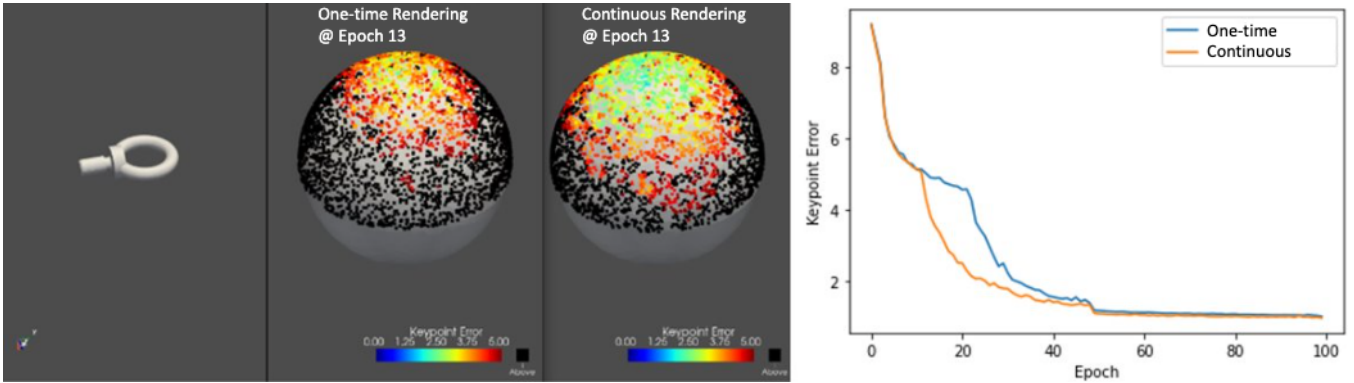 One-time Rendering
@ Epoch 13
Continuous Rendering
@ Epoch 13
Keypoint Error
0.00 1.25 2.50 3.75 5.00
Above
Keypoint Error
0.00 1.25 2.50 3.75 5.00
Above
Y
One-time
Continuous
Keypoint Error
8
6
4
2
0 20 40 60 80 100
Epoch